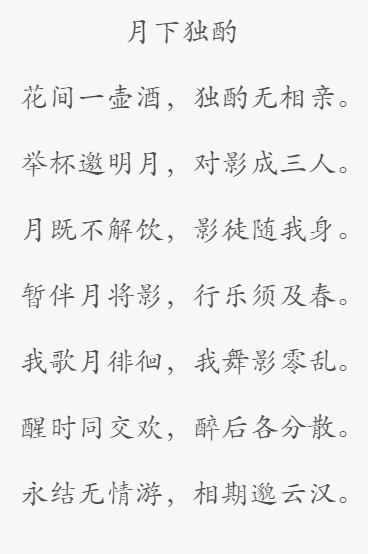 月下独酌
花间一壶酒，独酌无相亲。
举杯邀明月，对影成三人。
月既不解饮，影徒随我身。
暂伴月将影，行乐须及春。
我歌月徘徊，我舞影零乱。
醒时同交欢，醉后各分散。
永结无情游，相期邈云汉。